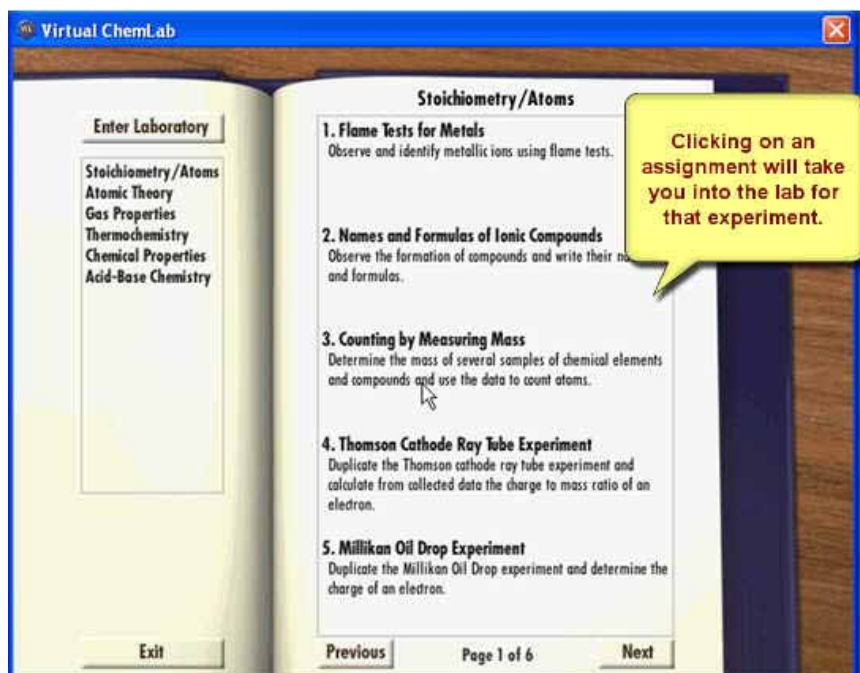 Virtual ChemLab
Enter Laboratory
Stoichiometry/Atoms
Atomic Theory
Gas Properties
Thermochemistry
Chemical Properties
Acid-Base Chemistry
Exit
Stoichiometry/Atoms
1. Flame Tests for Metals
Observe and identify metallic ions using flame tests.
2. Names and Formulas of Ionic Compounds
Observe the formation of compounds and write their
and formulas.
3. Counting by Measuring Mass
Determine the mass of several samples of chemical elements
and compounds and use the data to count atoms.
4. Thomson Cathode Ray Tube Experiment
Duplicate the Thomson cathode ray tube experiment and
calculate from collected data the charge to mass ratio of an
electron.
5. Millikan Oil Drop Experiment
Duplicate the Millikan Oil Drop experiment and determine the
charge of an electron.
Previous
Page 1 of 6
Next
Clicking on an
assignment will take
you into the lab for
that experiment.